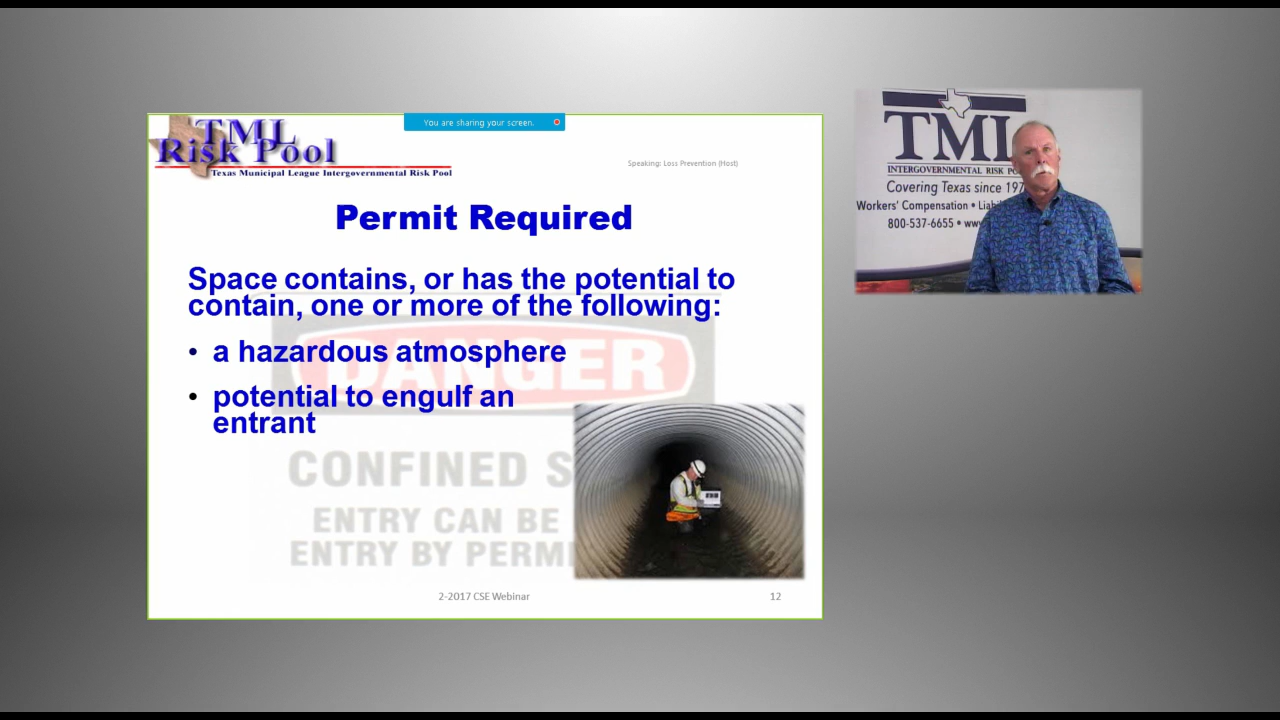 You are sharing your screen.
TML
Risk Pool
Texas Municipal League Intergovernmental Risk Pool
Speaking: Loss Prevention (Host)
Permit Required
Space contains, or has the potential to
contain, one or more of the following:
• a hazardous atmosphere
• potential to engulf an
entrant
DANGER
CONFINED S
ENTRY CAN BE
ENTRY BY PERM
2-2017 CSE Webinar
12
TML
INTERGOVERNMENTAL RISK
Covering Texas since 197
Workers' Compensation •
800-537-6655 •